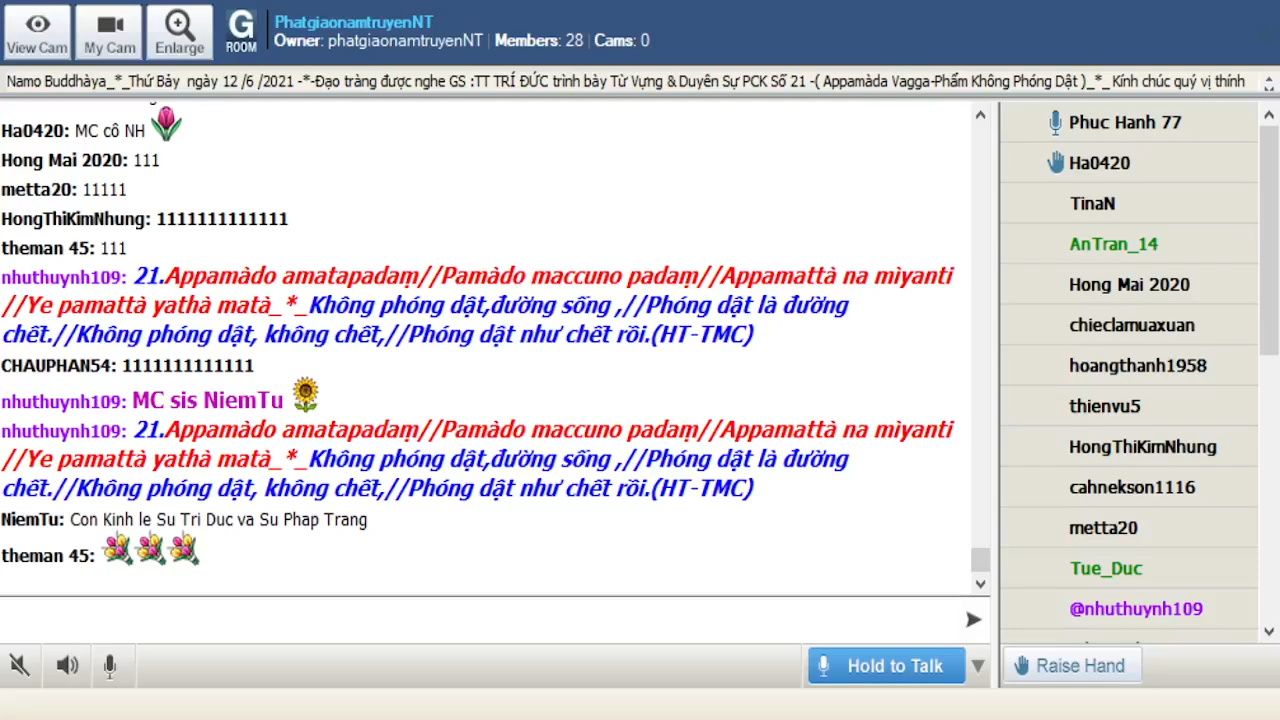 PhatgiaonamtruyenNT
Owner: phatgiaonamtruyenNT | Members: 28 | Cams: 0
View Cam
My Cam
Enlarge
G ROOM
Namo Buddhàya_*_Thứ Bảy ngày 12 /6 /2021 -*-Đạo tràng được nghe GS :TT TRÍ ĐỨC trình bày Từ Vựng & Duyên Sự PCK Số 21 -( Appamàda Vagga-Phẩm Không Phóng Dật )_*_ Kính chúc quý vị thính
Ha0420: MC cô NH
Hong Mai 2020: 111
metta20: 11111
HongThiKimNhung: 1111111111111
theman 45: 111
nhuthuynh109: 21.Appamàdo amatapadaṃ//Pamàdo maccuno padaṃ//Appamattà na mìyanti
//Ye pamattà yathà matà_*_Không phóng dật,đường sống ,//Phóng dật là đường
chết.//Không phóng dật, không chết,//Phóng dật như chết rồi.(HT-TMC)
CHAUPHAN54: 1111111111111
nhuthuynh109: MC sis NiemTu
nhuthuynh109: 21.Appamàdo amatapadaṃ//Pamàdo maccuno padaṃ//Appamattà na mìyanti
//Ye pamattà yathà matà_*_Không phóng dật,đường sống ,//Phóng dật là đường
chết.//Không phóng dật, không chết,//Phóng dật như chết rồi.(HT-TMC)
NiemTu: Con Kinh le Su Tri Duc va Su Phap Trang
theman 45:
Phuc Hanh 77
Ha0420
TinaN
AnTran_14
Hong Mai 2020
chieclamuaxuan
hoangthanh1958
thienvu5
HongThiKimNhung
cahnekson1116
metta20
Tue_Duc
@nhuthuynh109
Hold to Talk
Raise Hand